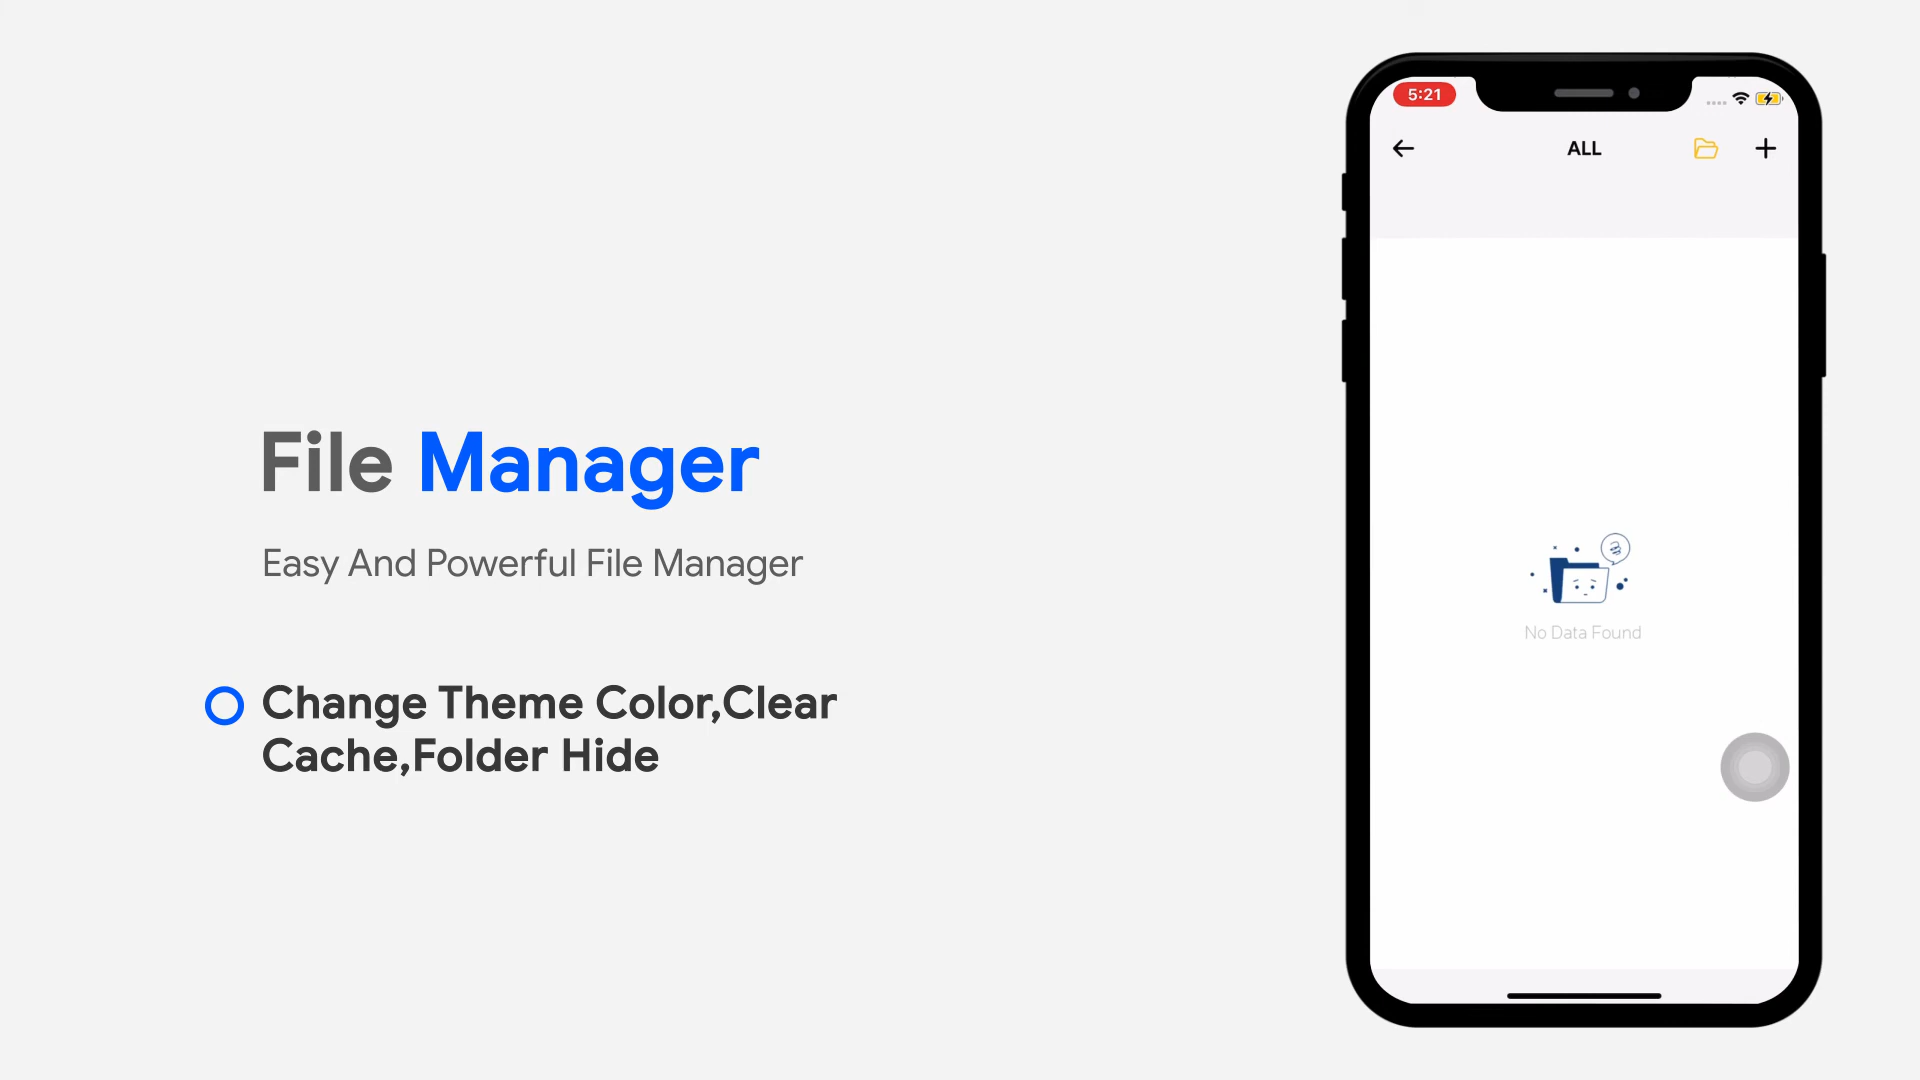 File Manager
Easy And Powerful File Manager
Change Theme Color,Clear
Cache,Folder Hide
5:21
ALL
No Data Found